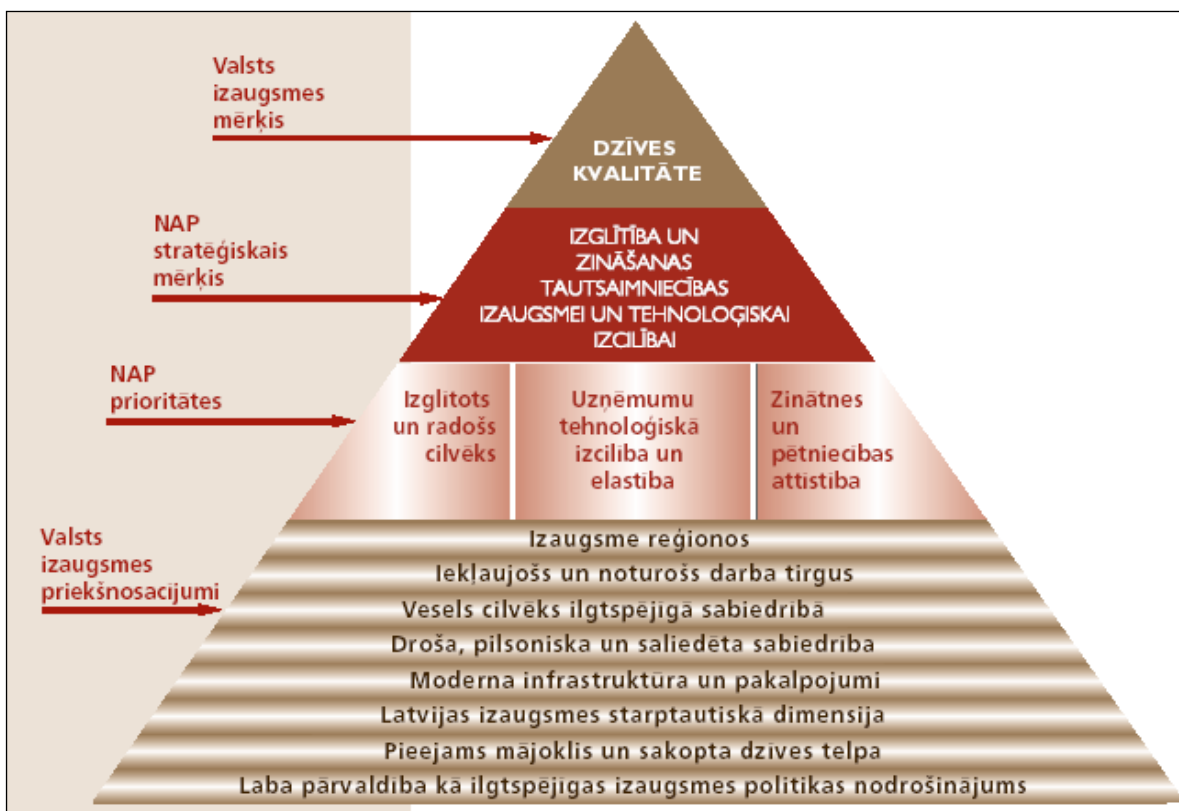 Valsts
izaugsmes
mērķis
DZĪVES
KVALITĀTE
NAP
stratēģiskais
mērķis
IZGLĪTĪBA UN
ZINĀŠANAS
TAUTSAIMNIECĪBAS
IZAUGSMEI UN TEHNOLOĢISKAI
IZCILĪBAI
NAP
prioritātes
Izglītots
un radošs
cilvēks
Uzņēmumu
tehnoloģiskā
izcilība un
elastība
Zinātnes
un
pētniecības
attīstība
Valsts
izaugsmes
priekšnosacījumi
Izaugsme reģionos
Iekļaujošs un noturošs darba tirgus
Vesels cilvēks ilgtspējīgā sabiedrībā
Droša, pilsoniska un saliedēta sabiedrība
Moderna infrastruktūra un pakalpojumi
Latvijas izaugsmes starptautiskā dimensija
Pieejams mājoklis un sakopta dzīves telpa
Laba pārvaldība kā ilgtspējīgas izaugsmes politikas nodrošinājums